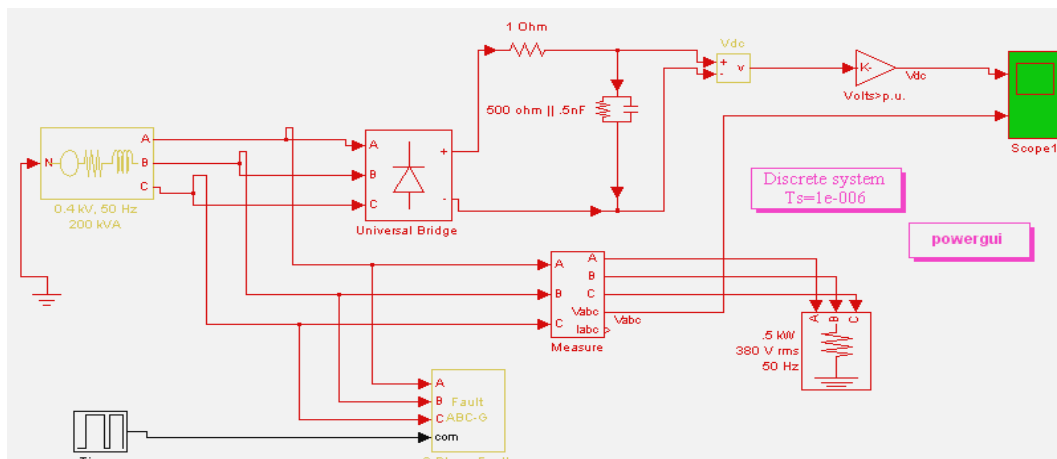 1 Ohm
Vdc
+
-
v
K-
Vdc
Volts>p.u.
Scope1
500 ohm || .5nF
N
A
B
C
0.4 kV, 50 Hz
200 kVA
A
B
C
+
-
Universal Bridge
Discrete system
Ts=1e-006
powergui
A
B
C
A
B
C
Vabc
Iabc
Vabc
Measure
A
B
C
.5 kW
380 V rms
50 Hz
A
B
C
com
Fault
ABC-G